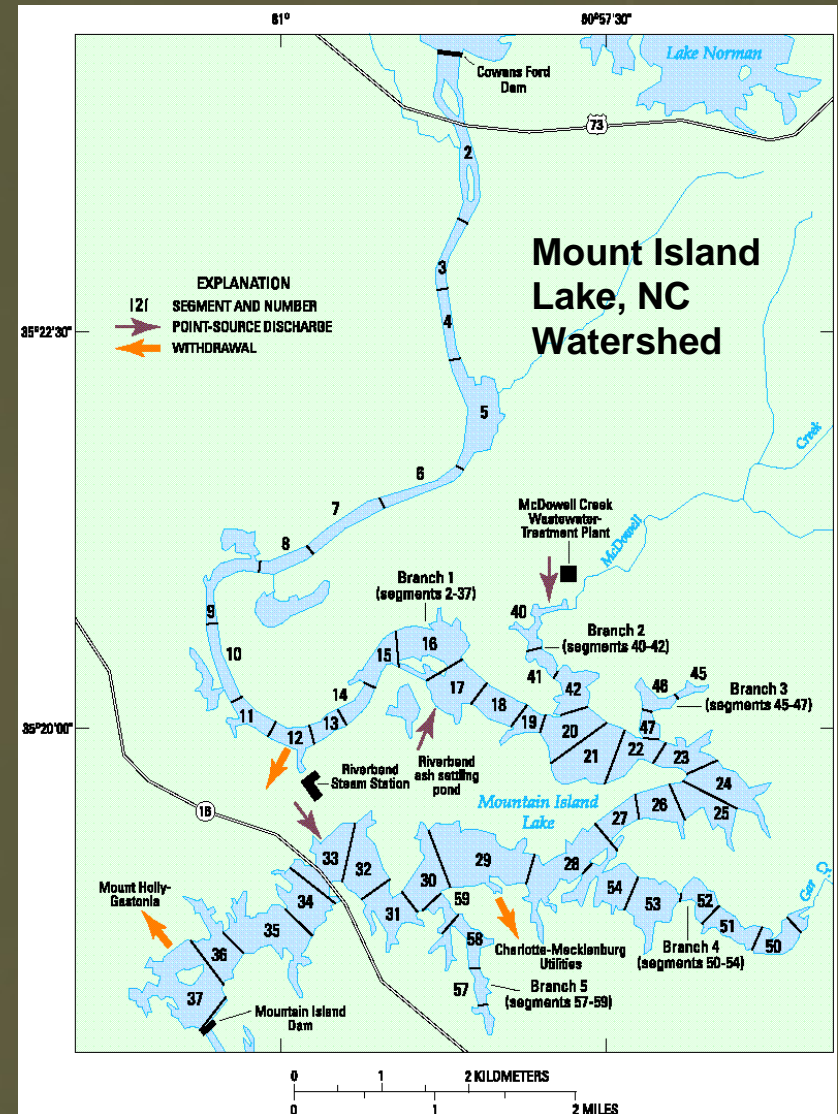 81°
80°57'30"
Lake Norman
Cowans Ford
Dam
73
2
Mount Island
Lake, NC
Watershed
3
EXPLANATION
12 SEGMENT AND NUMBER
POINT-SOURCE DISCHARGE
WITHDRAWAL
4
35°22'30"
5
Creek
6
7
McDowell Creek
Wastewater-
Treatment Plant
McDowell
8
Branch 1
(segments 2-37)
40
9
Branch 2
(segments 40-42)
16
10
15
41
42
46
45
Branch 3
(segments 45-47)
14
17
18
47
11
12
13
19
20
35°20'00"
21
22
23
Riverbend
Steam Station
Riverbend
ash settling
pond
24
Mountain Island
Lake
26
25
27
18
33
32
29
28
Mount Holly-
Gastonia
30
54
53
52
Gar Cr
34
31
59
51
35
58
Charlotte-Mecklenburg
Utilities
Branch 4
(segments 50-54)
50
36
37
57
Branch 5
(segments 57-59)
Mountain Island
Dam
0 1 2 KILOMETERS
0 1 2 MILES